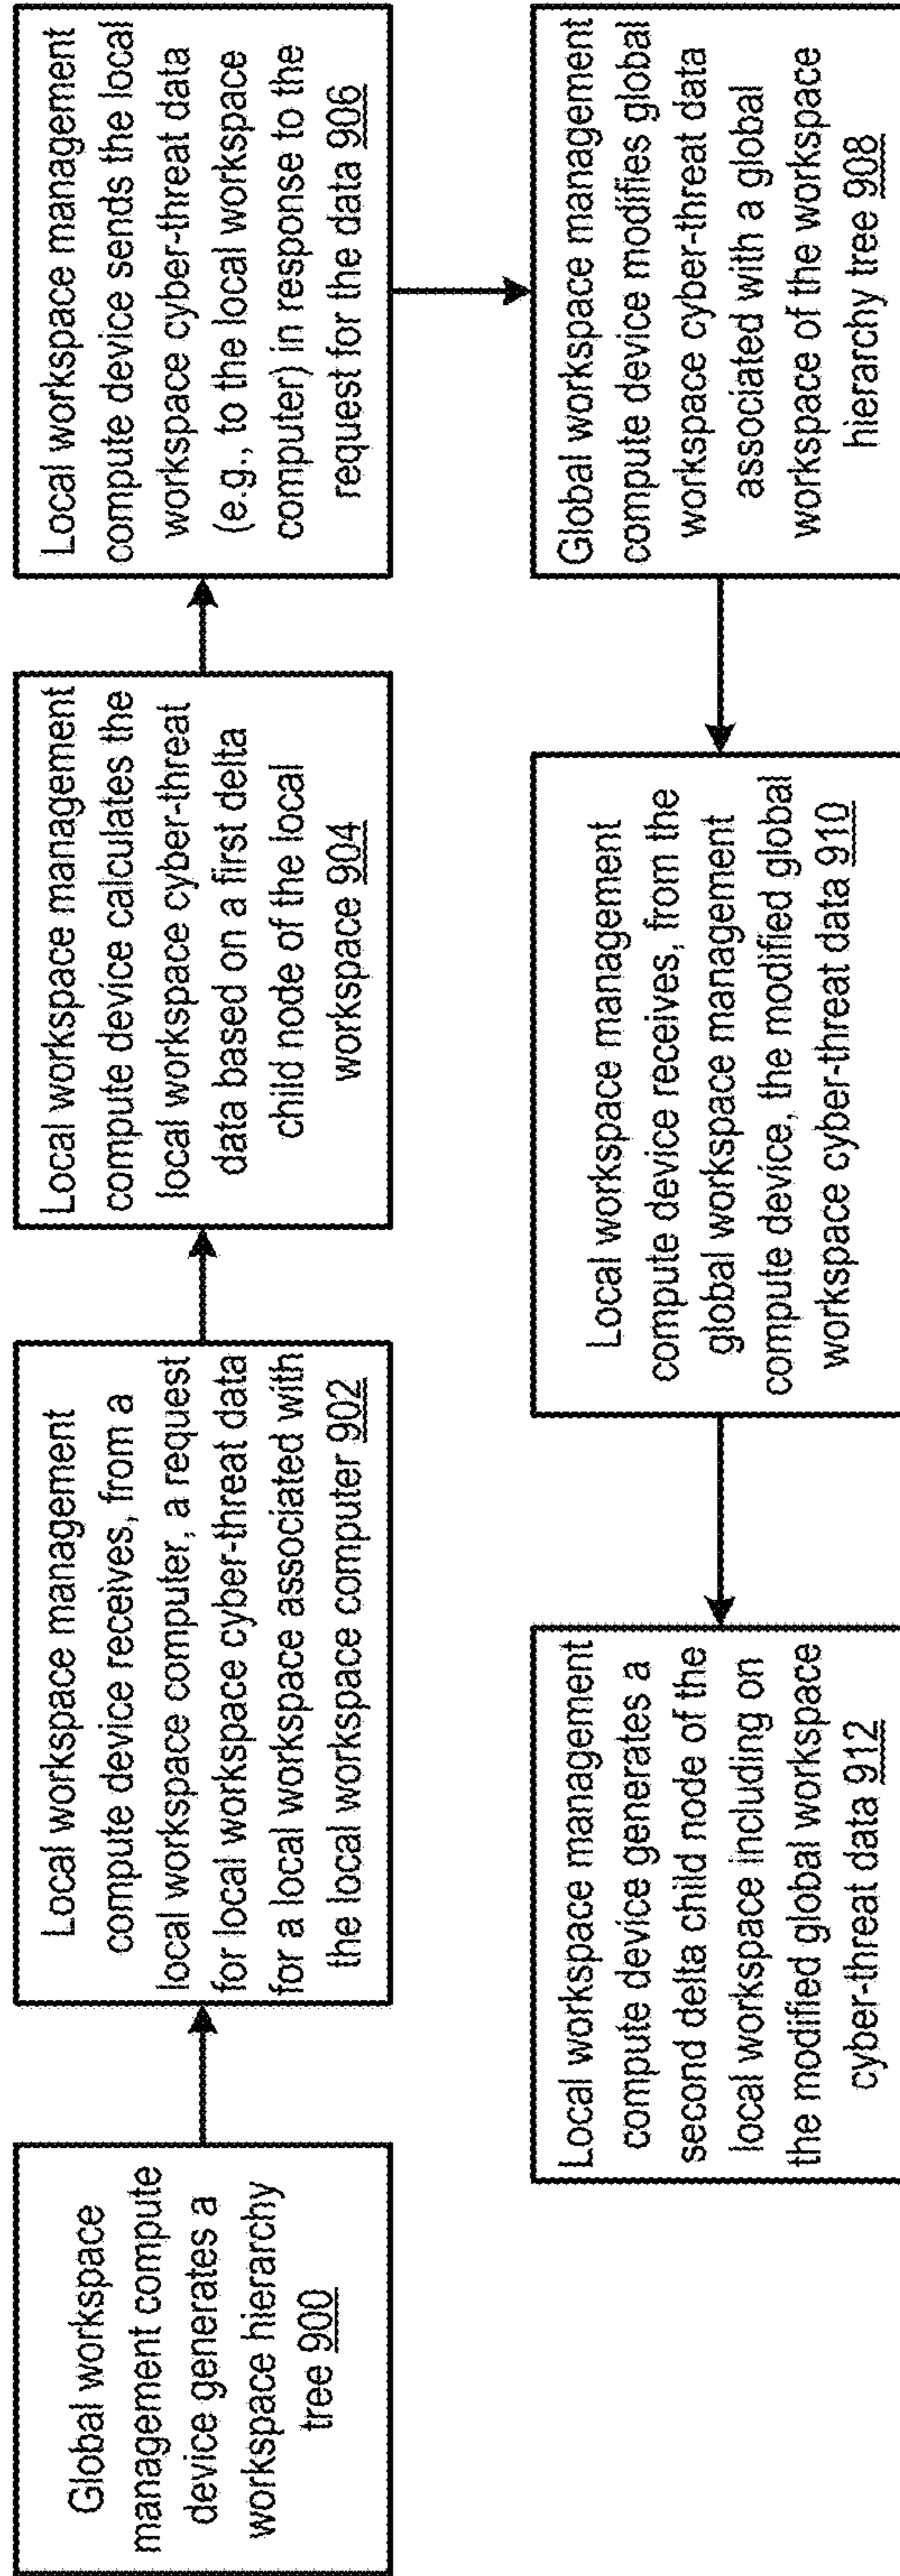 Global workspace
management compute
device generates a
workspace hierarchy
tree 900
Local workspace management
compute device receives, from a
local workspace computer, a request
for local workspace cyber-threat data
for a local workspace associated with
the local workspace computer 902
Local workspace management
compute device calculates the
local workspace cyber-threat
data based on a first delta
child node of the local
workspace 904
Local workspace management
compute device sends the local
workspace cyber-threat data
(e.g., to the local workspace
computer) in response to the
request for the data 906
Global workspace management
compute device modifies global
workspace cyber-threat data
associated with a global
workspace of the workspace
hierarchy tree 908
Local workspace management
compute device receives, from the
global workspace management
compute device, the modified global
workspace cyber-threat data 910
Local workspace management
compute device generates a
second delta child node of the
local workspace including on
the modified global workspace
cyber-threat data 912